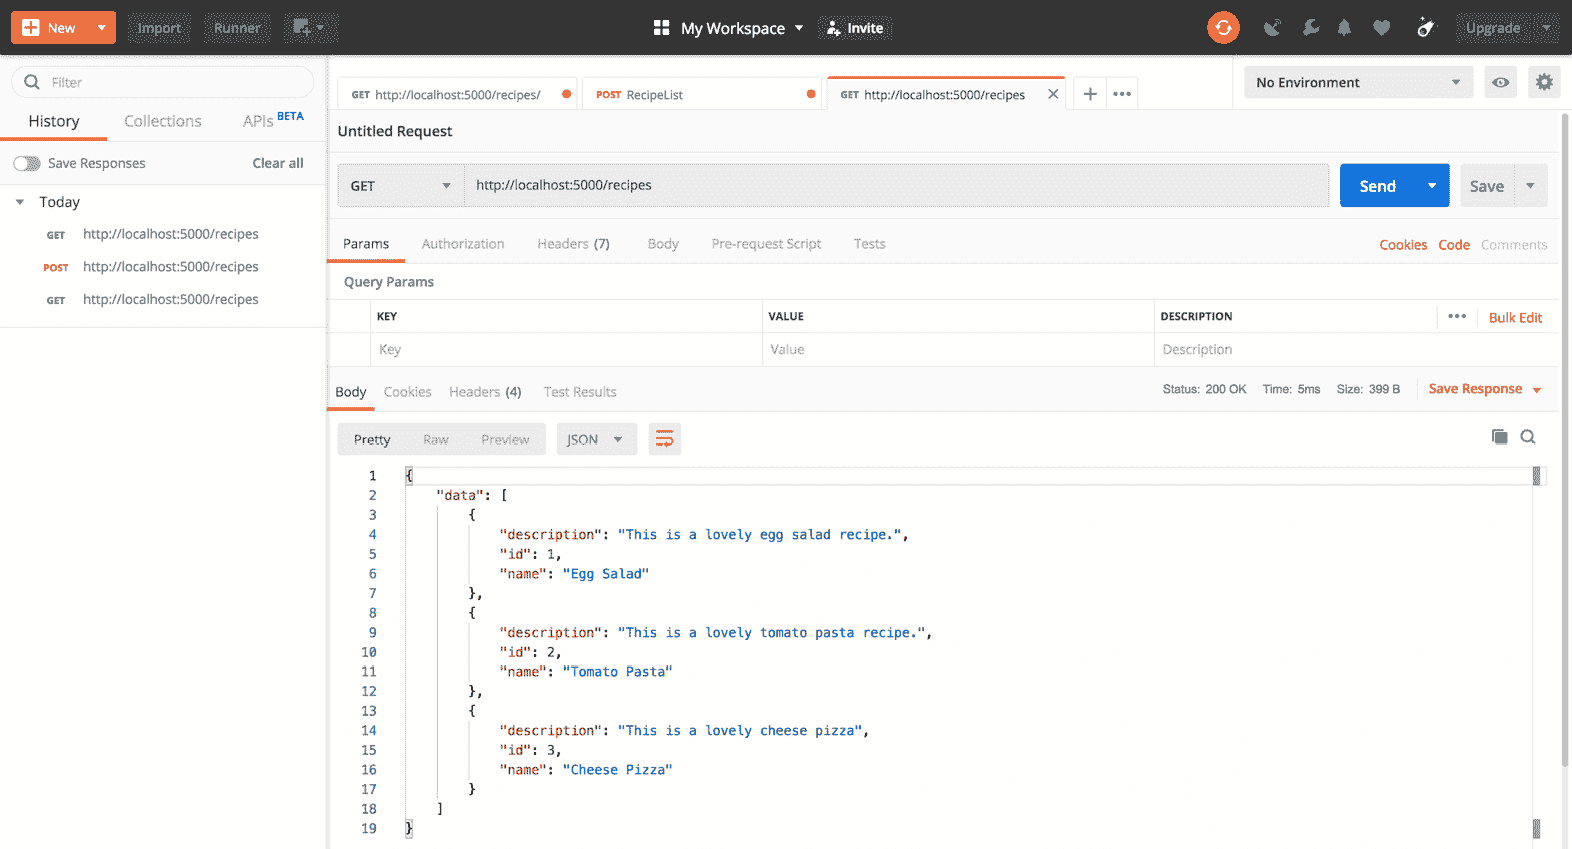 New Import Runner My Workspace Invite Upgrade
Filter
GET http://localhost:5000/recipes/ POST RecipeList GET http://localhost:5000/recipes No Environment
History Collections APIs BETA
Untitled Request
Save Responses Clear all
GET http://localhost:5000/recipes Send Save
Today
GET http://localhost:5000/recipes
POST http://localhost:5000/recipes
GET http://localhost:5000/recipes
Params Authorization Headers (7) Body Pre-request Script Tests Cookies Code Comments
Query Params
KEY VALUE DESCRIPTION ••• Bulk Edit
Key Value Description
Body Cookies Headers (4) Test Results Status: 200 OK Time: 5ms Size: 399 B Save Response
Pretty Raw Preview JSON
1 {
2 "data": [
3 {
4 "description": "This is a lovely egg salad recipe.",
5 "id": 1,
6 "name": "Egg Salad"
7 },
8 {
9 "description": "This is a lovely tomato pasta recipe.",
10 "id": 2,
11 "name": "Tomato Pasta"
12 },
13 {
14 "description": "This is a lovely cheese pizza",
15 "id": 3,
16 "name": "Cheese Pizza"
17 }
18 ]
19 }